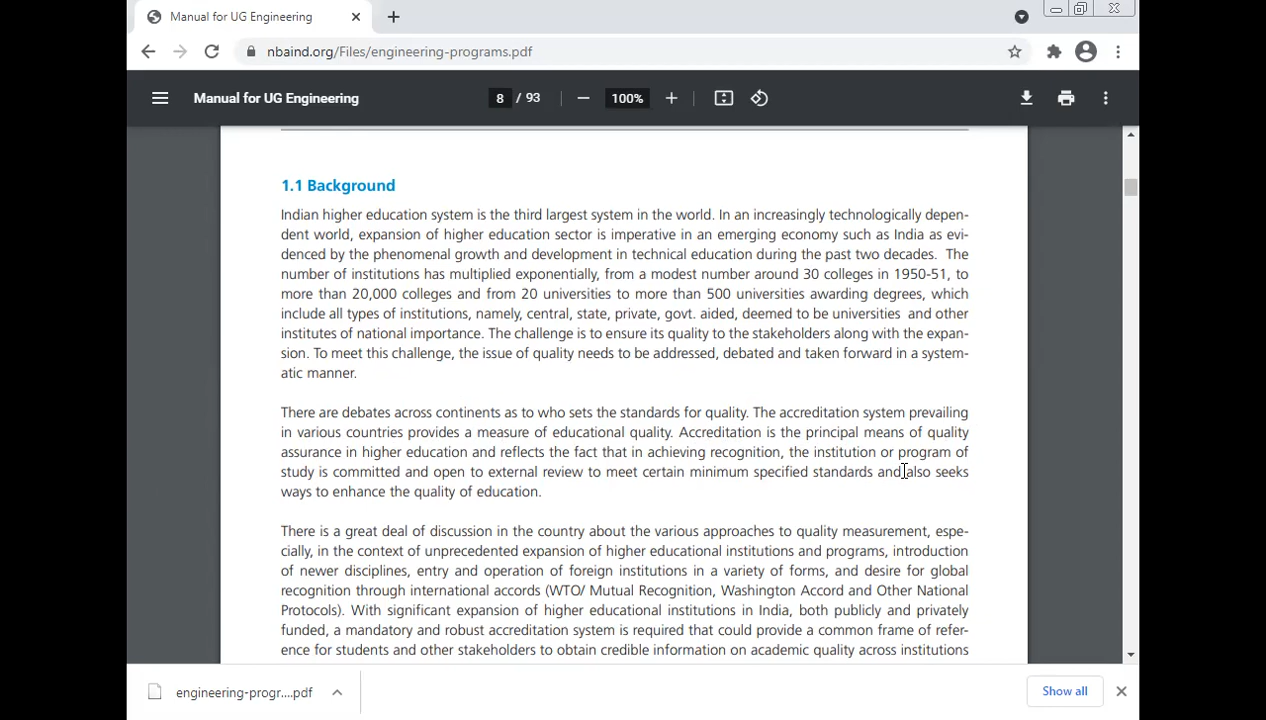 Manual for UG Engineering
nbaind.org/Files/engineering-programs.pdf
Manual for UG Engineering
8 / 93
100%
1.1 Background
Indian higher education system is the third largest system in the world. In an increasingly technologically depen-
dent world, expansion of higher education sector is imperative in an emerging economy such as India as evi-
denced by the phenomenal growth and development in technical education during the past two decades. The
number of institutions has multiplied exponentially, from a modest number around 30 colleges in 1950-51, to
more than 20,000 colleges and from 20 universities to more than 500 universities awarding degrees, which
include all types of institutions, namely, central, state, private, govt. aided, deemed to be universities and other
institutes of national importance. The challenge is to ensure its quality to the stakeholders along with the expan-
sion. To meet this challenge, the issue of quality needs to be addressed, debated and taken forward in a system-
atic manner.
There are debates across continents as to who sets the standards for quality. The accreditation system prevailing
in various countries provides a measure of educational quality. Accreditation is the principal means of quality
assurance in higher education and reflects the fact that in achieving recognition, the institution or program of
study is committed and open to external review to meet certain minimum specified standards and also seeks
ways to enhance the quality of education.
There is a great deal of discussion in the country about the various approaches to quality measurement, espe-
cially, in the context of unprecedented expansion of higher educational institutions and programs, introduction
of newer disciplines, entry and operation of foreign institutions in a variety of forms, and desire for global
recognition through international accords (WTO/ Mutual Recognition, Washington Accord and Other National
Protocols). With significant expansion of higher educational institutions in India, both publicly and privately
funded, a mandatory and robust accreditation system is required that could provide a common frame of refer-
ence for students and other stakeholders to obtain credible information on academic quality across institutions
engineering-progr....pdf
Show all